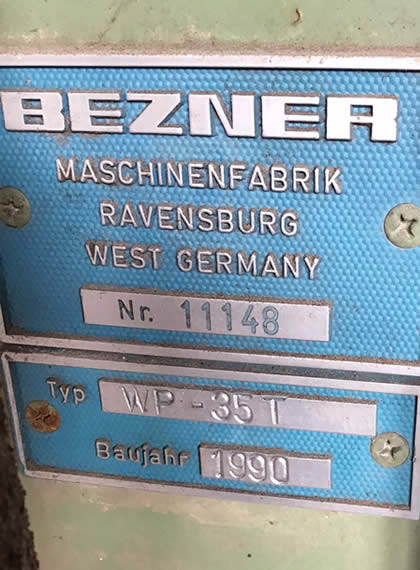 BEZNER
MASCHINENFABRIK
RAVENSBURG
WEST GERMANY
Nr. 11148
Typ WP-35T
Baujahr 1990